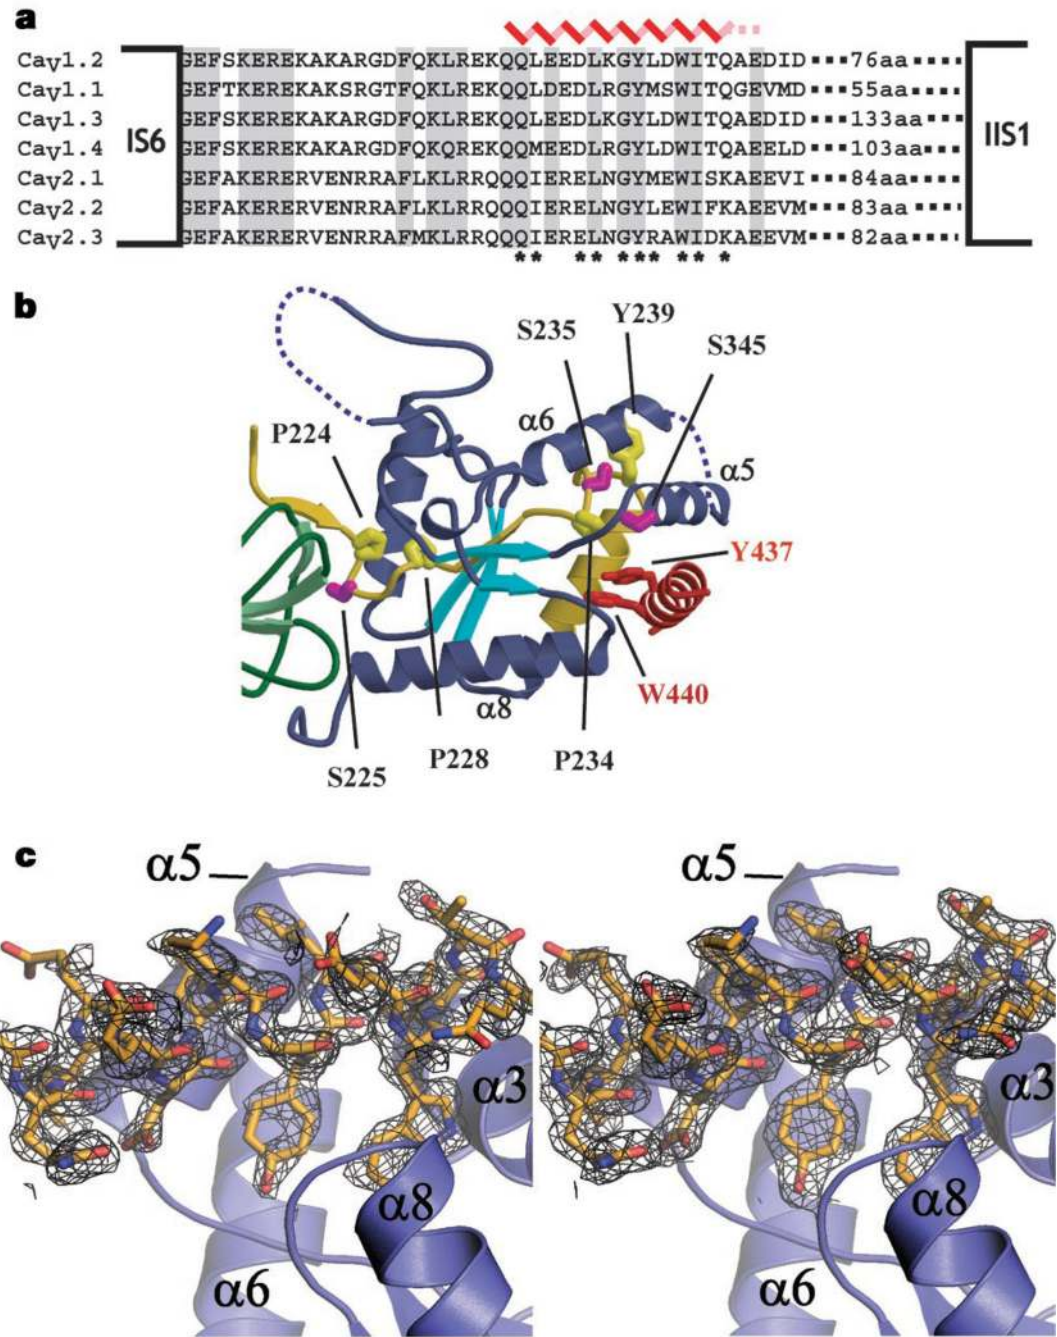 a
CaV1.2 GEFSKEREKAKARGDFQKLREKQQLEEDLKGYLDWITQAEDID 76aa
CaV1.1 GEFTKEREKAKSRGTFQKLREKQQLDEDLRGYMSWITQGEVMD 55aa
CaV1.3 GEFSKEREKAKARGDFQKLREKQQLEEDLKGYLDWITQAEDID 133aa
CaV1.4 IS6 GEFSKEREKAKARGDFQKQREKQQMEEDLRGYLDWITQAEELD 103aa IIS1
CaV2.1 GEFAKERERVENRRAFLKLRRQQQIERELNGYMEWISKAEEVI 84aa
CaV2.2 GEFAKERERVENRRAFLKLRRQQQIERELNGYLEWIFKAEEVM 83aa
CaV2.3 GEFAKERERVENRRAFMKLRRQQQIERELNGYRAWIDKAEEVM 82aa
** ** *** ** *
b
Y239
S235
S345
α6
P224
α5
Y437
W440
α8
P228
P234
S225
c
α5 α5
α3 α3
α8 α8
α6 α6